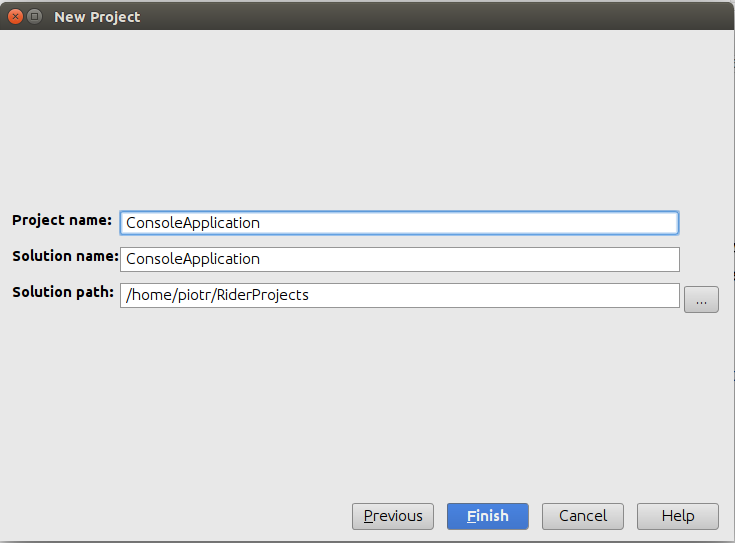 New Project
Project name: ConsoleApplication
Solution name: ConsoleApplication
Solution path: /home/piotr/RiderProjects ...
Previous Finish Cancel Help